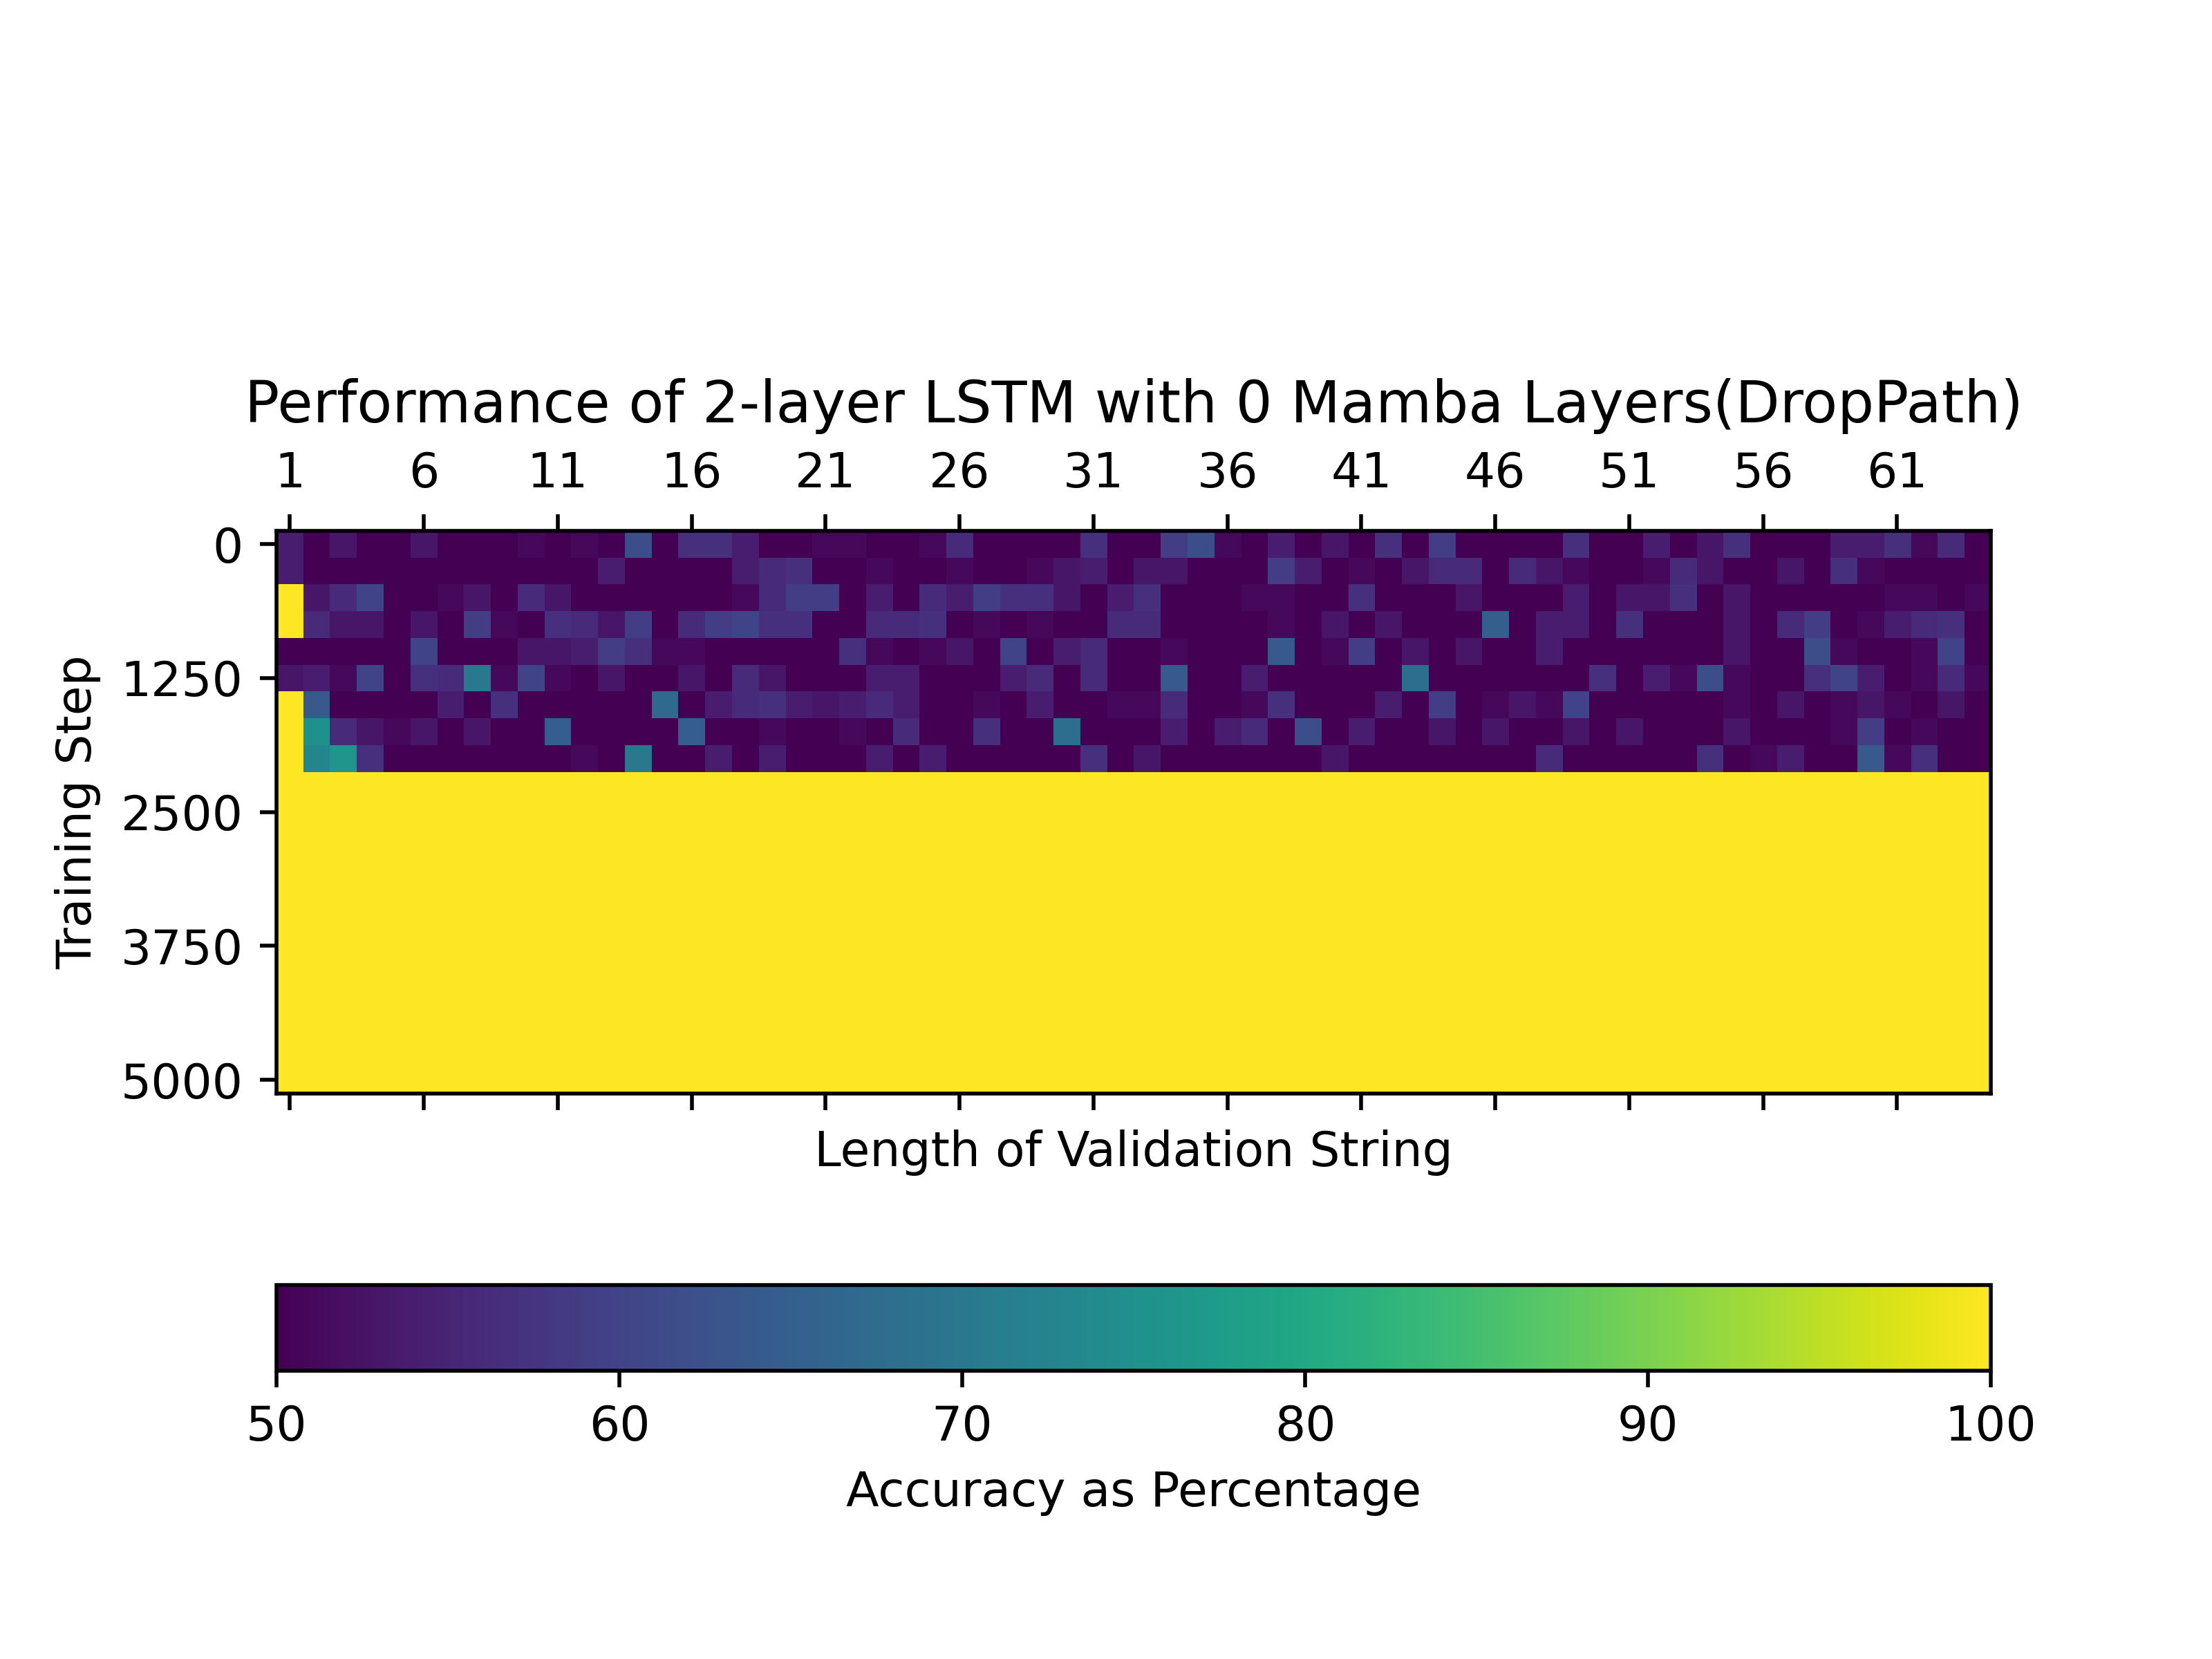 Performance of 2-layer LSTM with 0 Mamba Layers(DropPath)
1 6 11 16 21 26 31 36 41 46 51 56 61
0
1250
2500
3750
5000
Training Step
Length of Validation String
50 60 70 80 90 100
Accuracy as Percentage